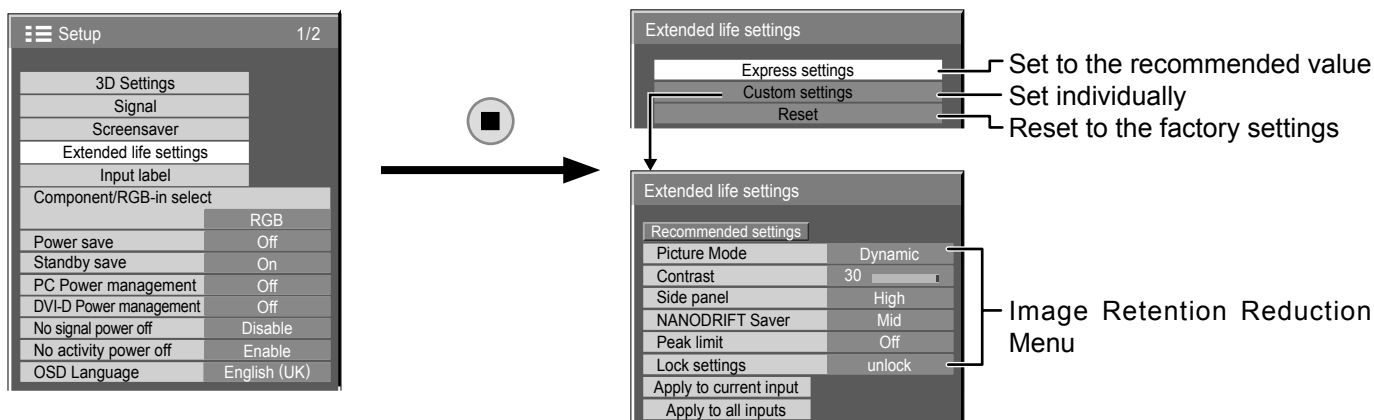 Setup 1/2
3D Settings
Signal
Screensaver
Extended life settings
Input label
Component/RGB-in select
RGB
Power save Off
Standby save On
PC Power management Off
DVI-D Power management Off
No signal power off Disable
No activity power off Enable
OSD Language English (UK)
Extended life settings
Express settings
Custom settings
Reset
Set to the recommended value
Set individually
Reset to the factory settings
Extended life settings
Recommended settings
Picture Mode Dynamic
Contrast 30
Side panel High
NANODRIFT Saver Mid
Peak limit Off
Lock settings unlock
Apply to current input
Apply to all inputs
Image Retention Reduction
Menu